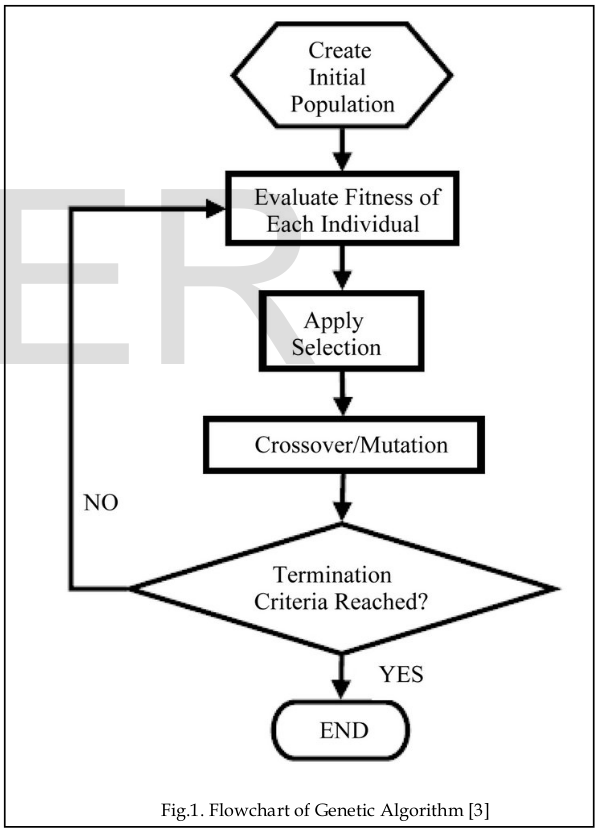 Create
Initial
Population
Evaluate Fitness of
Each Individual
Apply
Selection
Crossover/Mutation
NO
Termination
Criteria Reached?
YES
END
Fig.1. Flowchart of Genetic Algorithm [3]
ER